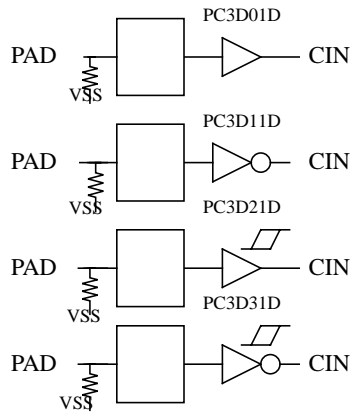 PC3D01D
PAD CIN
VSS
PC3D11D
PAD CIN
VSS
PC3D21D
PAD CIN
VSS
PC3D31D
PAD CIN
VSS